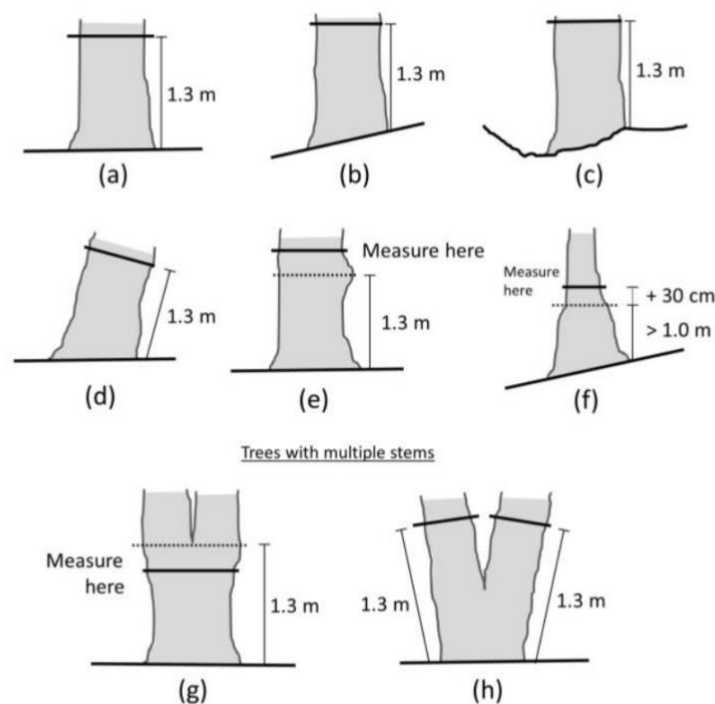 1.3 m
1.3 m
1.3 m
(a)
(b)
(c)
Measure here
1.3 m
1.3 m
Measure
here
+ 30 cm
> 1.0 m
(d)
(e)
(f)
Trees with multiple stems
Measure
here
1.3 m
1.3 m
1.3 m
(g)
(h)